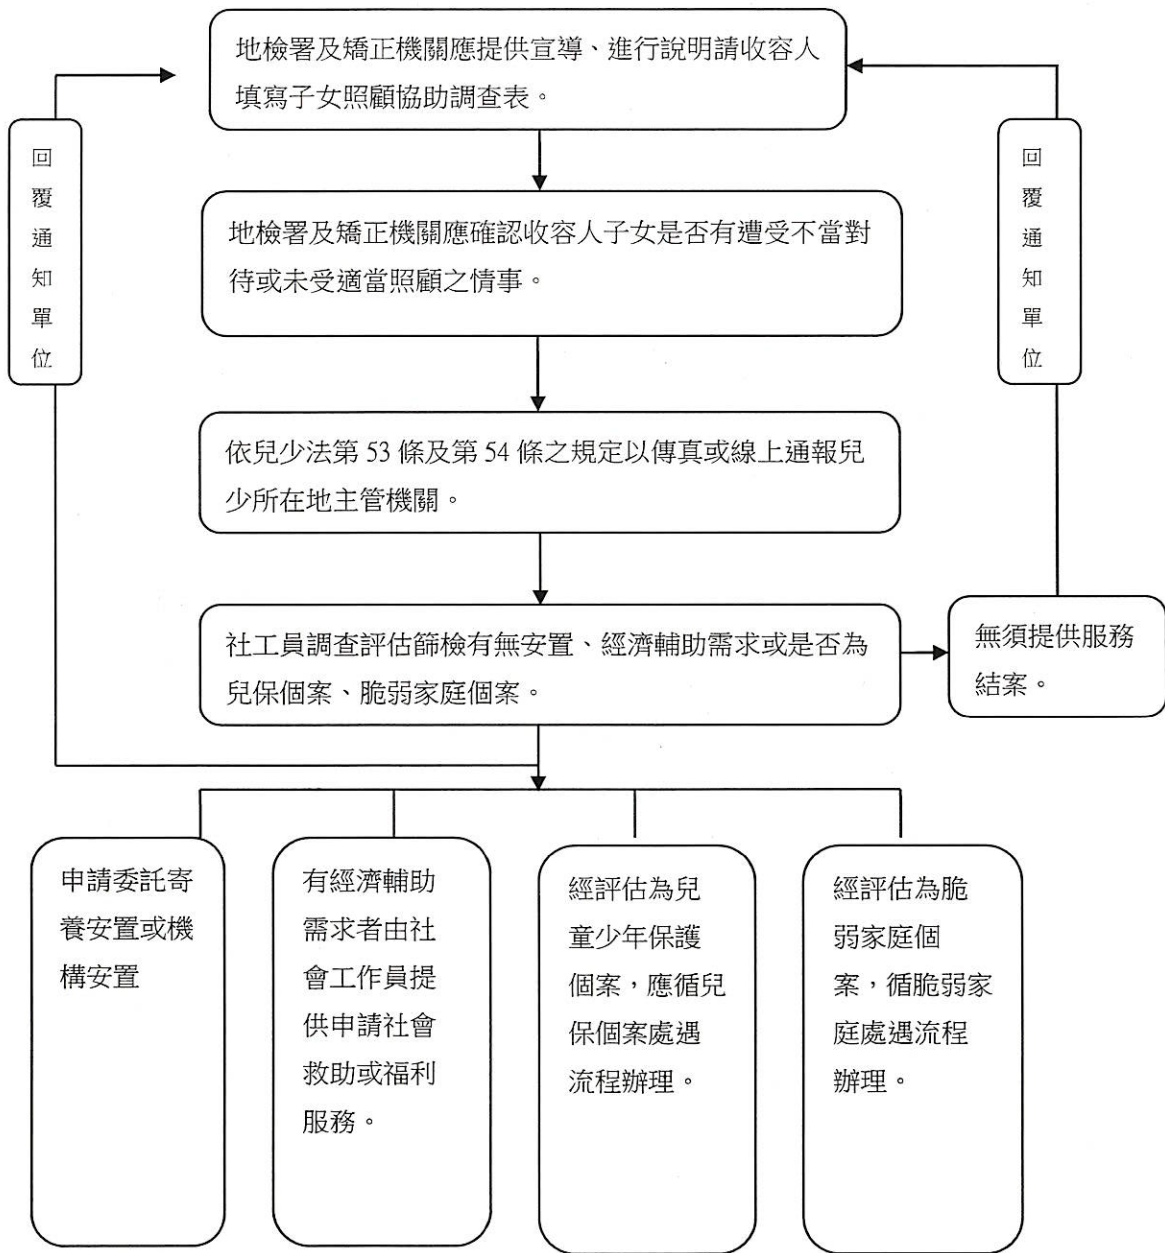 地檢署及矯正機關應提供宣導、進行說明請收容人
填寫子女照顧協助調查表。
回
覆
通
知
單
位
回
覆
通
知
單
位
地檢署及矯正機關應確認收容人子女是否有遭受不當對
待或未受適當照顧之情事。
依兒少法第 53 條及第 54 條之規定以傳真或線上通報兒
少所在地主管機關。
社工員調查評估篩檢有無安置、經濟輔助需求或是否為
兒保個案、脆弱家庭個案。
無須提供服務
結案。
申請委託寄
養安置或機
構安置
有經濟輔助
需求者由社
會工作員提
供申請社會
救助或福利
服務。
經評估為兒
童少年保護
個案，應循兒
保個案處遇
流程辦理。
經評估為脆
弱家庭個
案，循脆弱家
庭處遇流程
辦理。